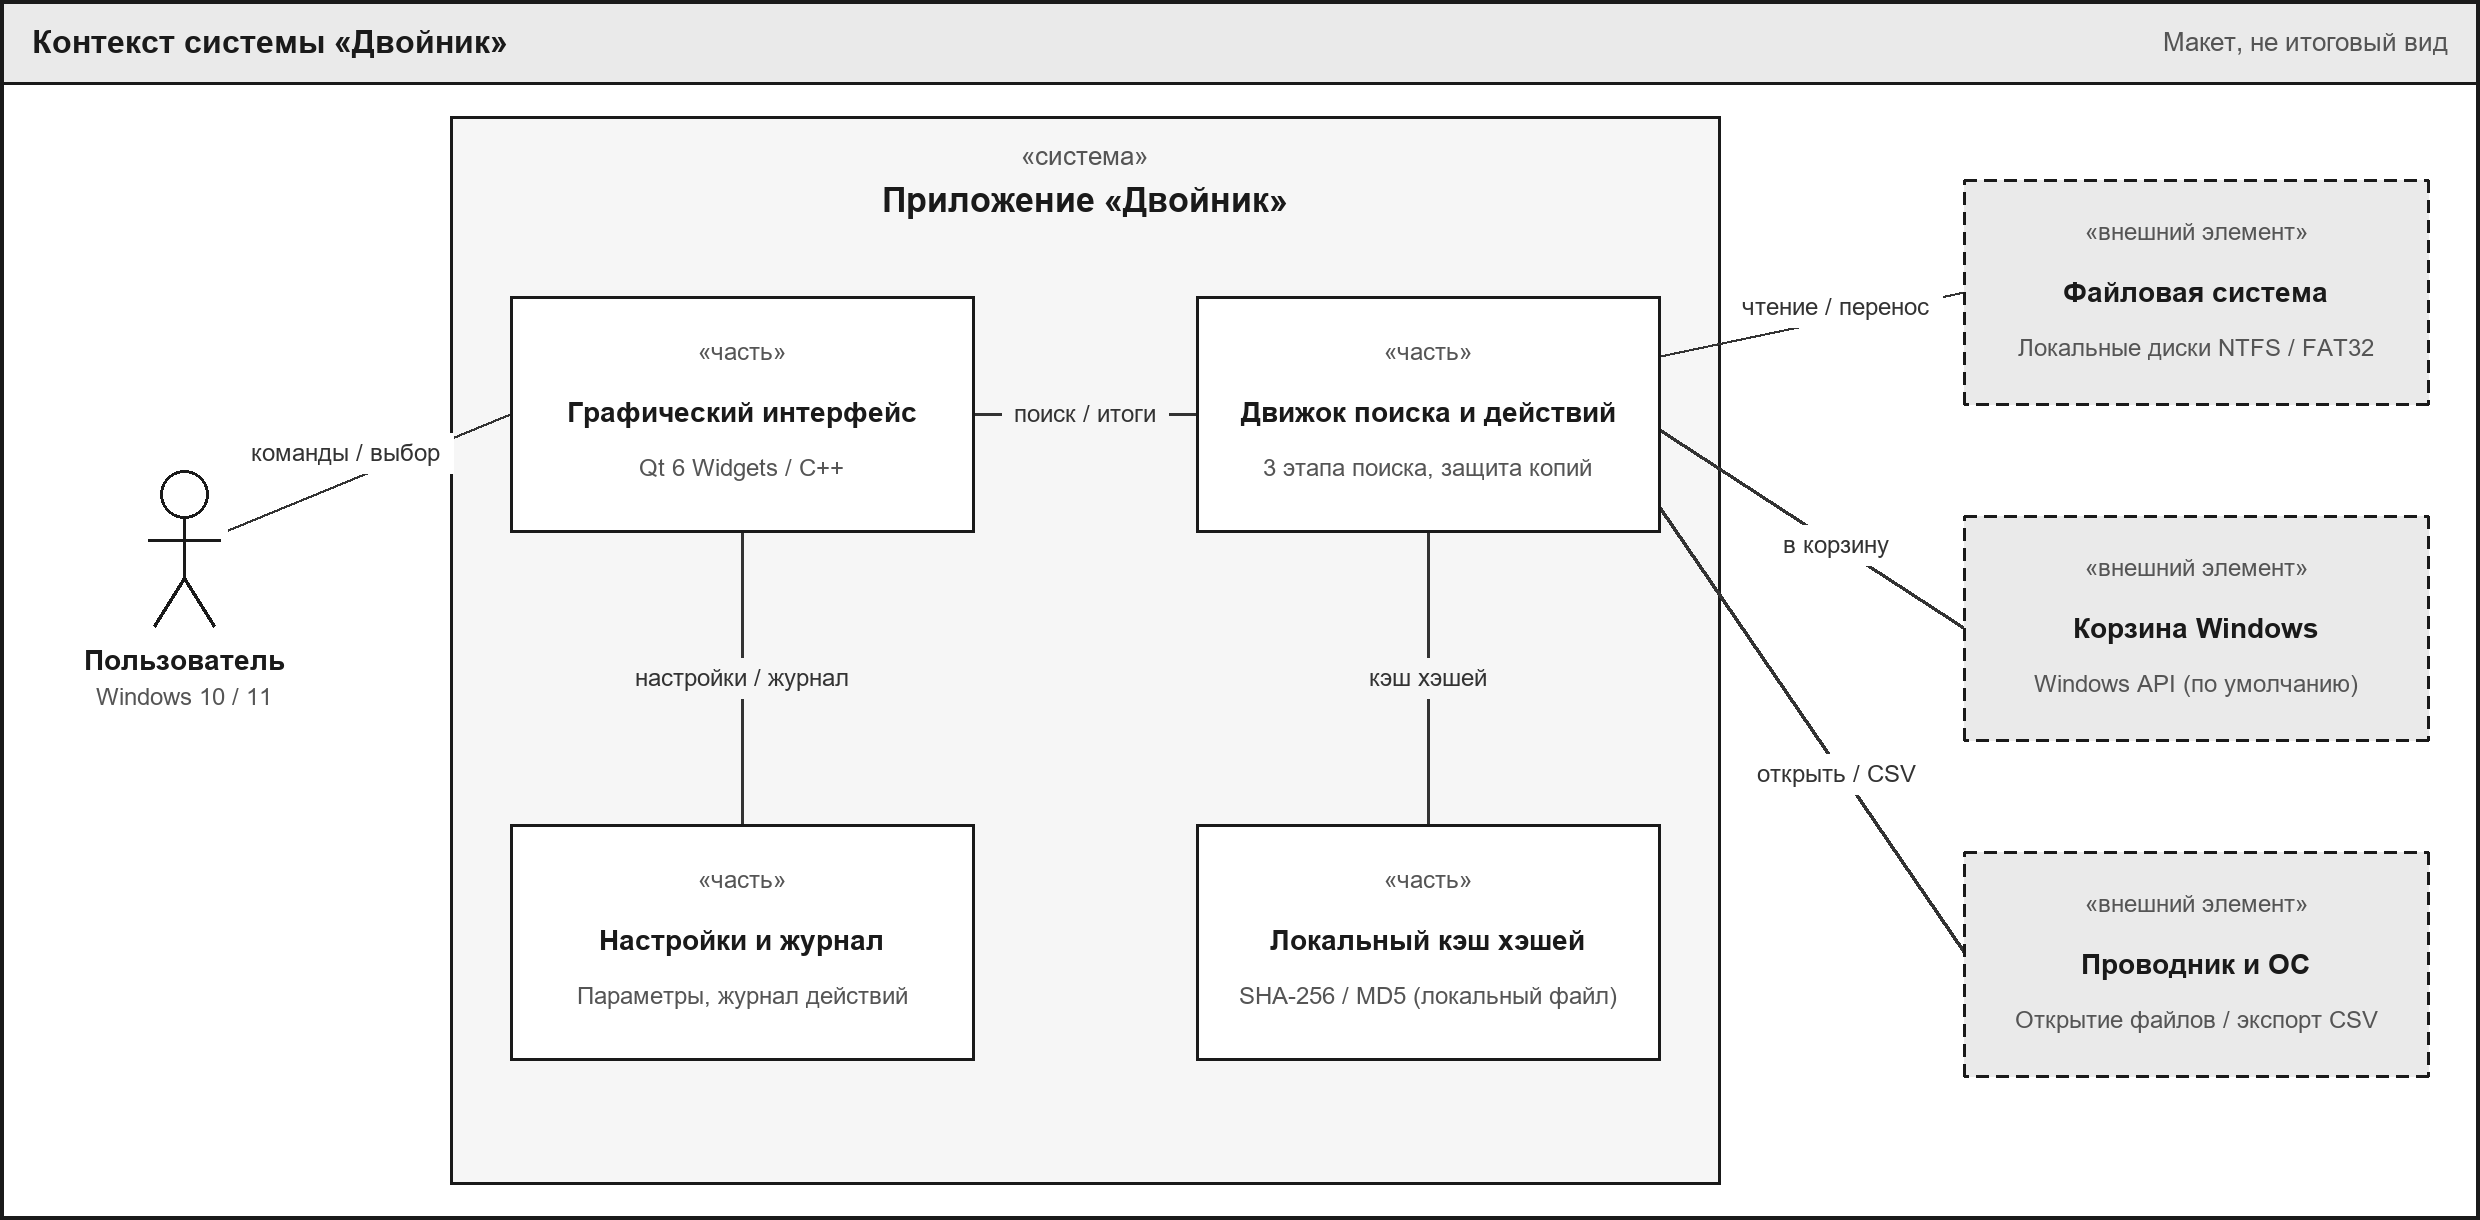 Контекст системы «Двойник»
Макет, не итоговый вид
«система»
Приложение «Двойник»
«часть»
Графический интерфейс
Qt 6 Widgets / C++
поиск / итоги
«часть»
Движок поиска и действий
3 этапа поиска, защита копий
команды / выбор
Пользователь
Windows 10 / 11
настройки / журнал
кэш хэшей
«часть»
Настройки и журнал
Параметры, журнал действий
«часть»
Локальный кэш хэшей
SHA-256 / MD5 (локальный файл)
чтение / перенос
в корзину
открыть / CSV
«внешний элемент»
Файловая система
Локальные диски NTFS / FAT32
«внешний элемент»
Корзина Windows
Windows API (по умолчанию)
«внешний элемент»
Проводник и ОС
Открытие файлов / экспорт CSV